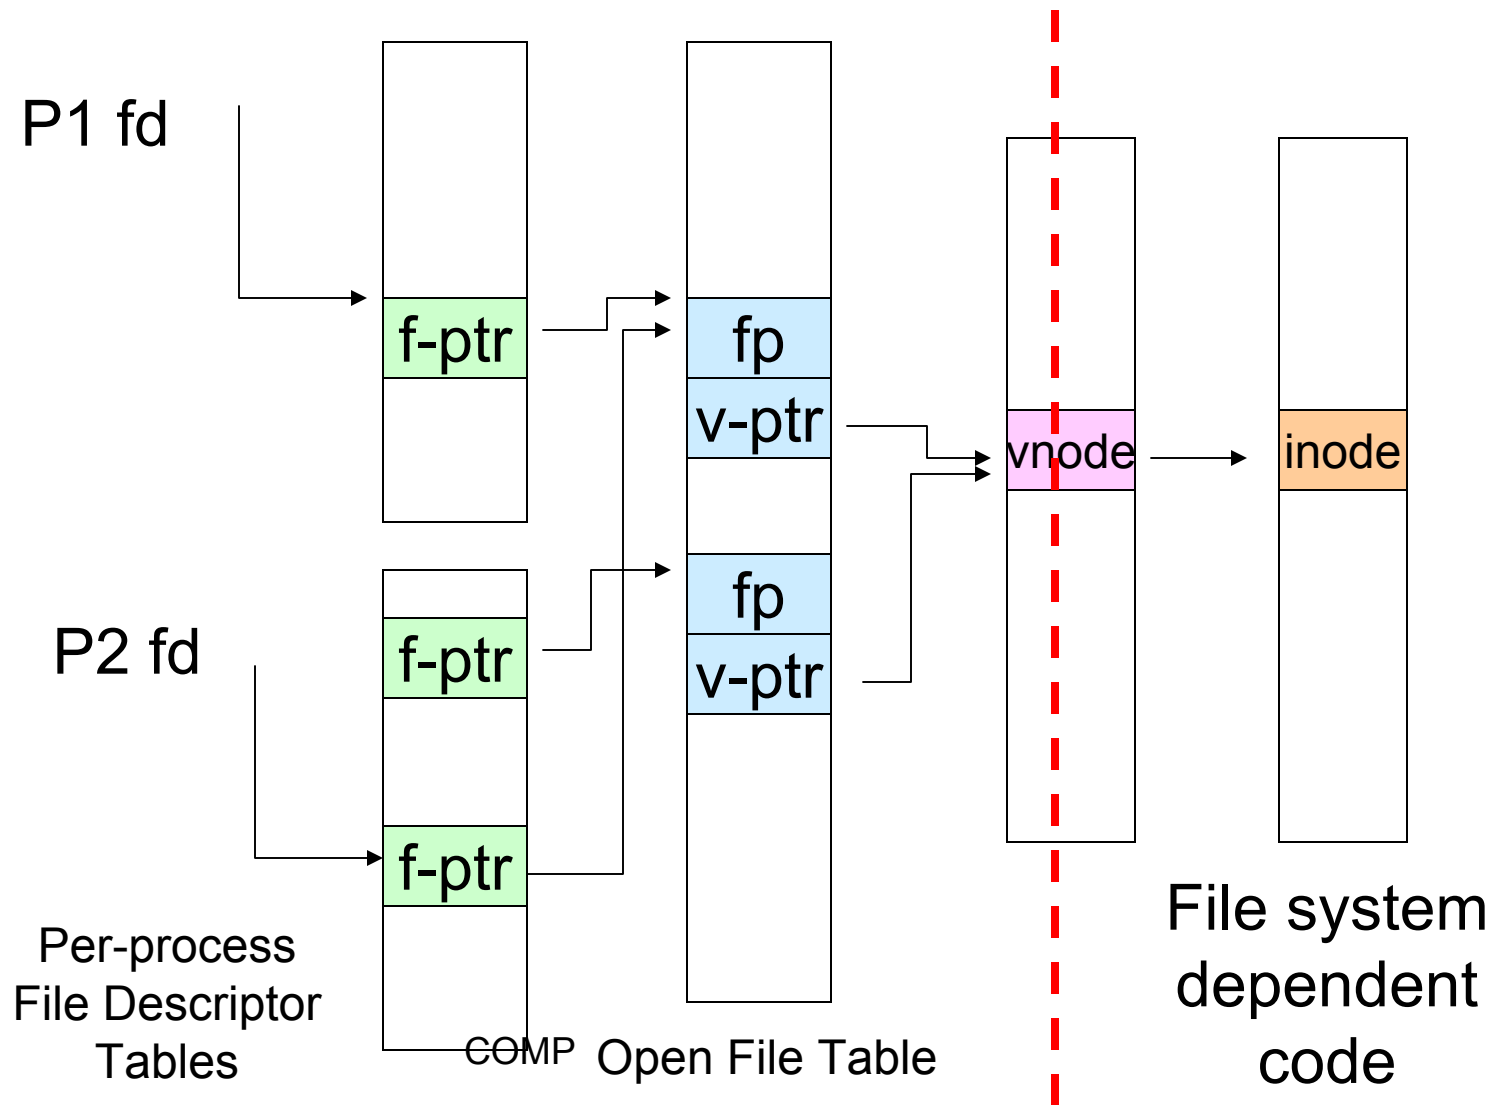 P1 fd
f-ptr
fp
v-ptr
vnode
inode
P2 fd
f-ptr
fp
v-ptr
f-ptr
Per-process
File Descriptor
Tables
COMP
Open File Table
File system
dependent
code